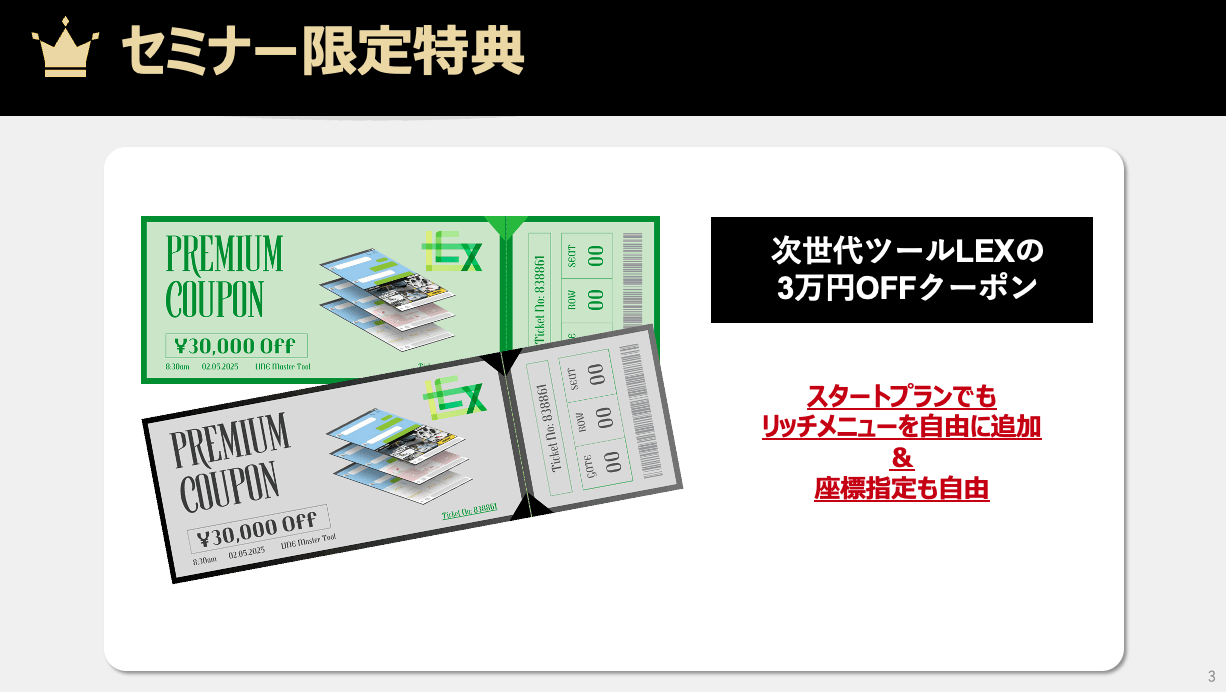 セミナー限定特典
PREMIUM
COUPON
¥30,000 Off
8:30am 02.05.2025 LINE Master Tool
LEX
Ticket No: 838861
SEAT 00
ROW 00
PREMIUM
COUPON
¥30,000 Off
8:30am 02.05.2025 LINE Master Tool
LEX
Ticket No: 838861
Ticket No: 838861
SEAT 00
ROW 00
GATE 00
次世代ツールLEXの
3万円OFFクーポン
スタートプランでも
リッチメニューを自由に追加
&
座標指定も自由
3